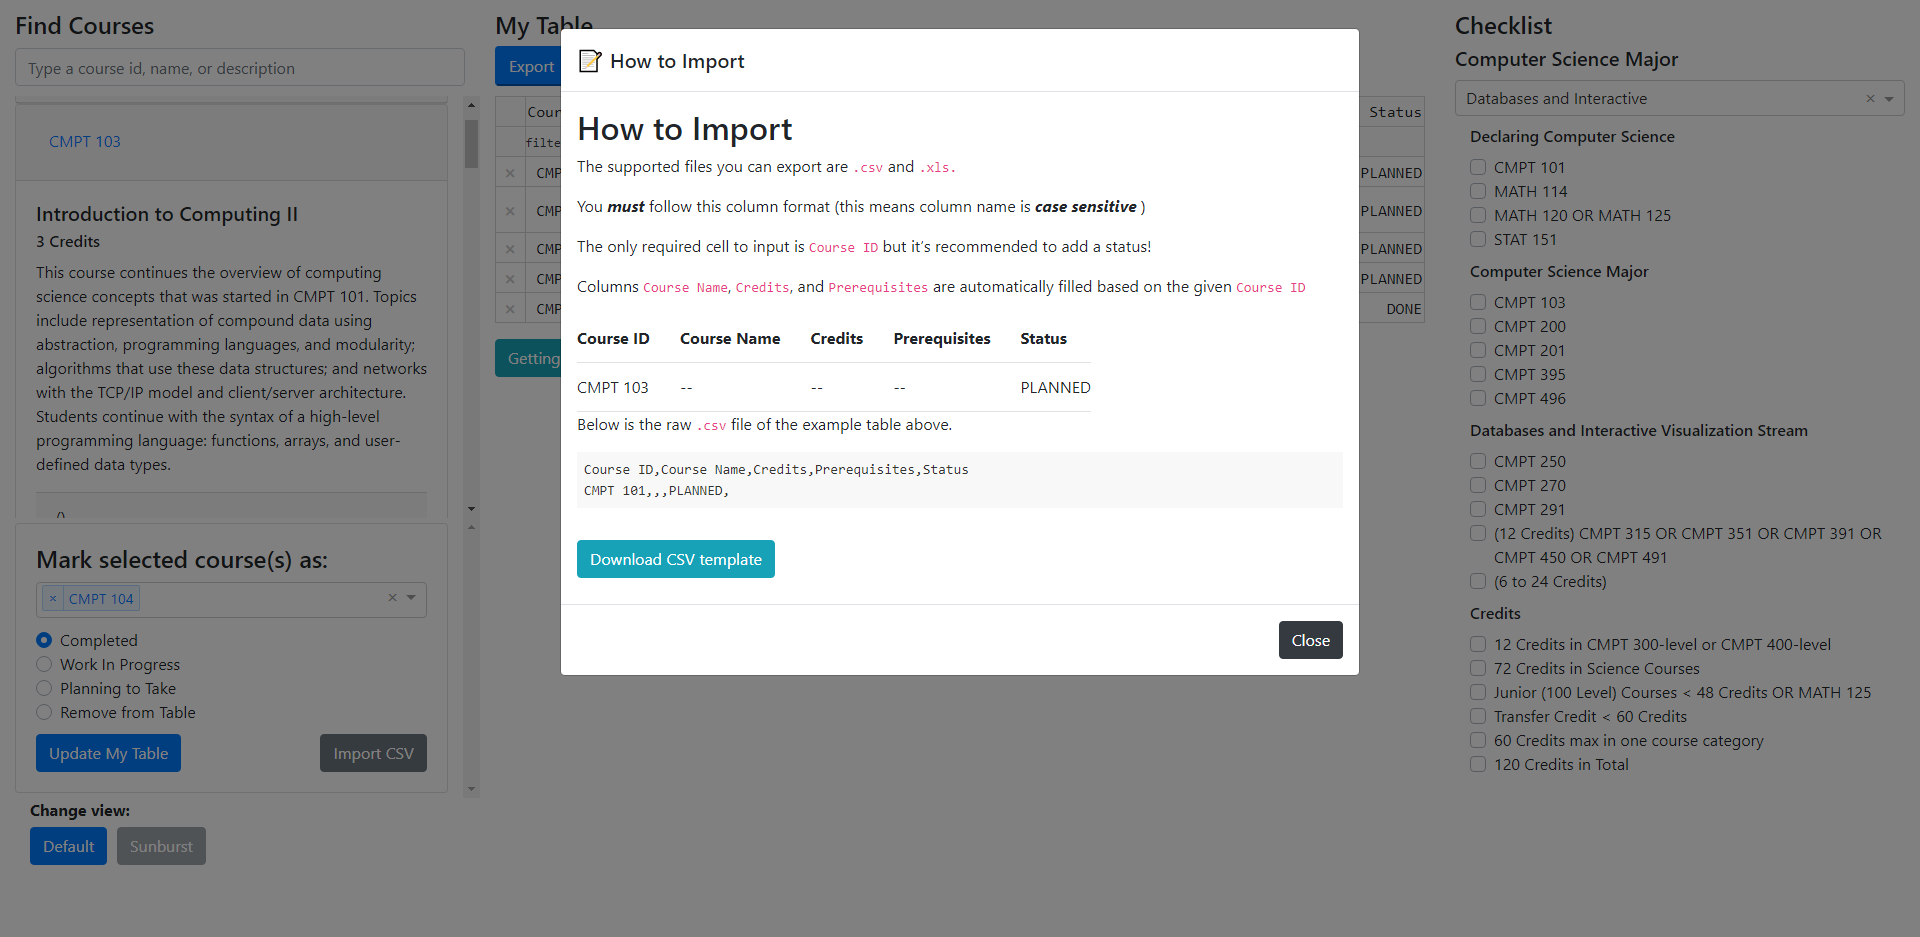 Find Courses
Type a course id, name, or description
CMPT 103
Introduction to Computing II
3 Credits
This course continues the overview of computing
science concepts that was started in CMPT 101. Topics
include representation of compound data using
abstraction, programming languages, and modularity;
algorithms that use these data structures; and networks
with the TCP/IP model and client/server architecture.
Students continue with the syntax of a high-level
programming language: functions, arrays, and user-
defined data types.
Mark selected course(s) as:
× CMPT 104
Completed
Work In Progress
Planning to Take
Remove from Table
Update My Table
Import CSV
Change view:
Default
Sunburst
My Table
Export
Cour
Status
filte
× CMP
PLANNED
× CMP
PLANNED
× CMP
PLANNED
× CMP
PLANNED
× CMP
DONE
Getting
How to Import
How to Import
The supported files you can export are .csv and .xls.
You must follow this column format (this means column name is case sensitive )
The only required cell to input is Course ID but it's recommended to add a status!
Columns Course Name, Credits, and Prerequisites are automatically filled based on the given Course ID
Course ID Course Name Credits Prerequisites Status
CMPT 103 -- -- -- PLANNED
Below is the raw .csv file of the example table above.
Course ID,Course Name,Credits,Prerequisites,Status
CMPT 101,,,PLANNED,
Download CSV template
Close
Checklist
Computer Science Major
Databases and Interactive
Declaring Computer Science
CMPT 101
MATH 114
MATH 120 OR MATH 125
STAT 151
Computer Science Major
CMPT 103
CMPT 200
CMPT 201
CMPT 395
CMPT 496
Databases and Interactive Visualization Stream
CMPT 250
CMPT 270
CMPT 291
(12 Credits) CMPT 315 OR CMPT 351 OR CMPT 391 OR
CMPT 450 OR CMPT 491
(6 to 24 Credits)
Credits
12 Credits in CMPT 300-level or CMPT 400-level
72 Credits in Science Courses
Junior (100 Level) Courses < 48 Credits OR MATH 125
Transfer Credit < 60 Credits
60 Credits max in one course category
120 Credits in Total